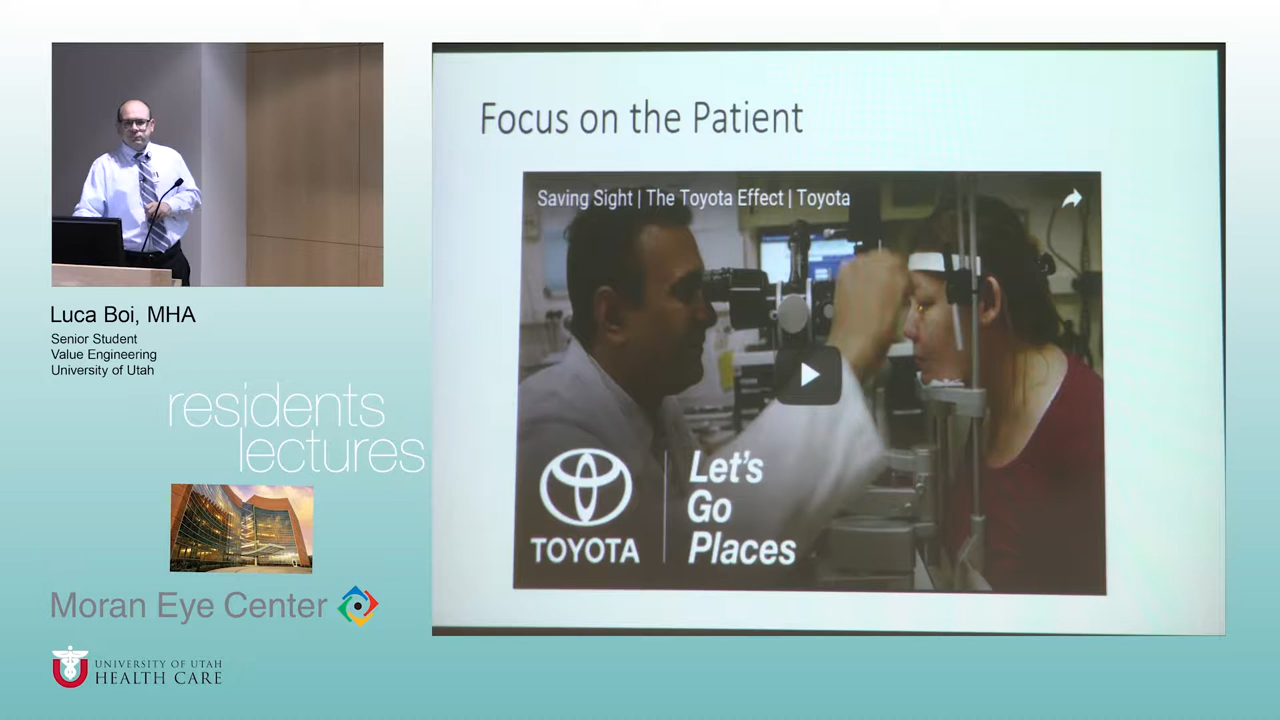 Focus on the Patient
Saving Sight | The Toyota Effect | Toyota
Let's
Go
Places
TOYOTA
Luca Boi, MHA
Senior Student
Value Engineering
University of Utah
residents
lectures
Moran Eye Center
UNIVERSITY OF UTAH
HEALTH CARE